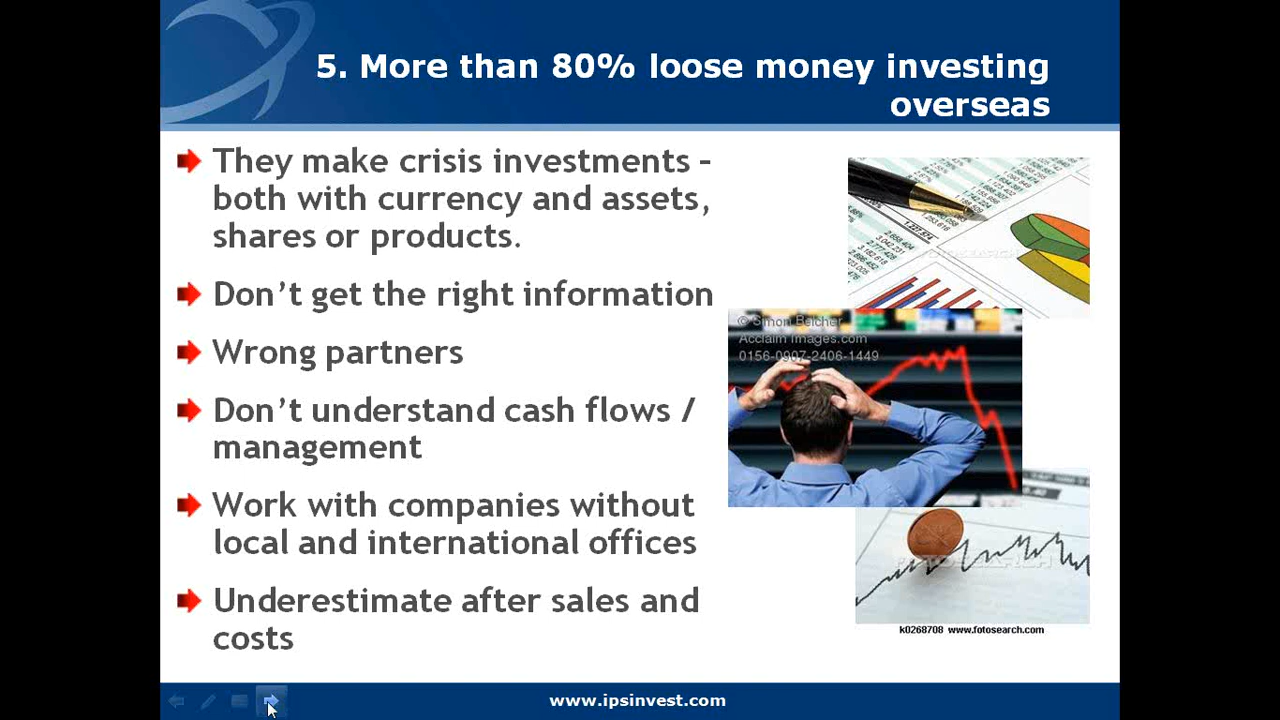 5. More than 80% loose money investing
overseas
They make crisis investments –
both with currency and assets,
shares or products.
Don’t get the right information
Wrong partners
Don’t understand cash flows /
management
Work with companies without
local and international offices
Underestimate after sales and
costs
© Simon Belcher
Acclaim Images.com
0156-0907-2406-1449
FOTOSEARCH
k0268708 www.fotosearch.com
www.ipsinvest.com